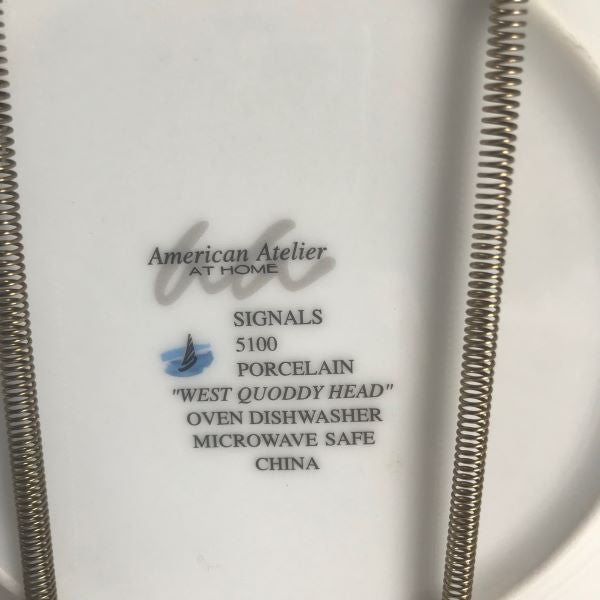 American Atelier
AT HOME
SIGNALS
5100
PORCELAIN
"WEST QUODDY HEAD"
OVEN DISHWASHER
MICROWAVE SAFE
CHINA